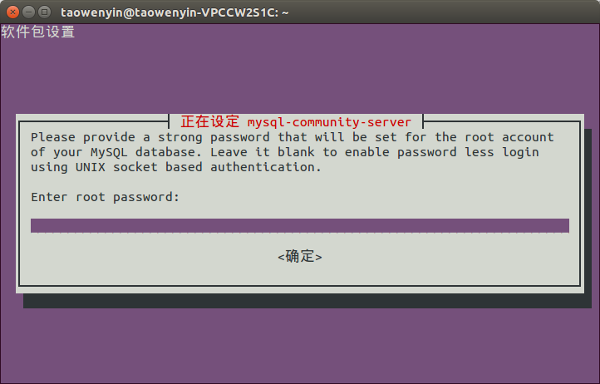 taowenyin@taowenyin-VPCCW2S1C: ~
软件包设置
正在设定 mysql-community-server
Please provide a strong password that will be set for the root account
of your MySQL database. Leave it blank to enable password less login
using UNIX socket based authentication.
Enter root password:
<确定>